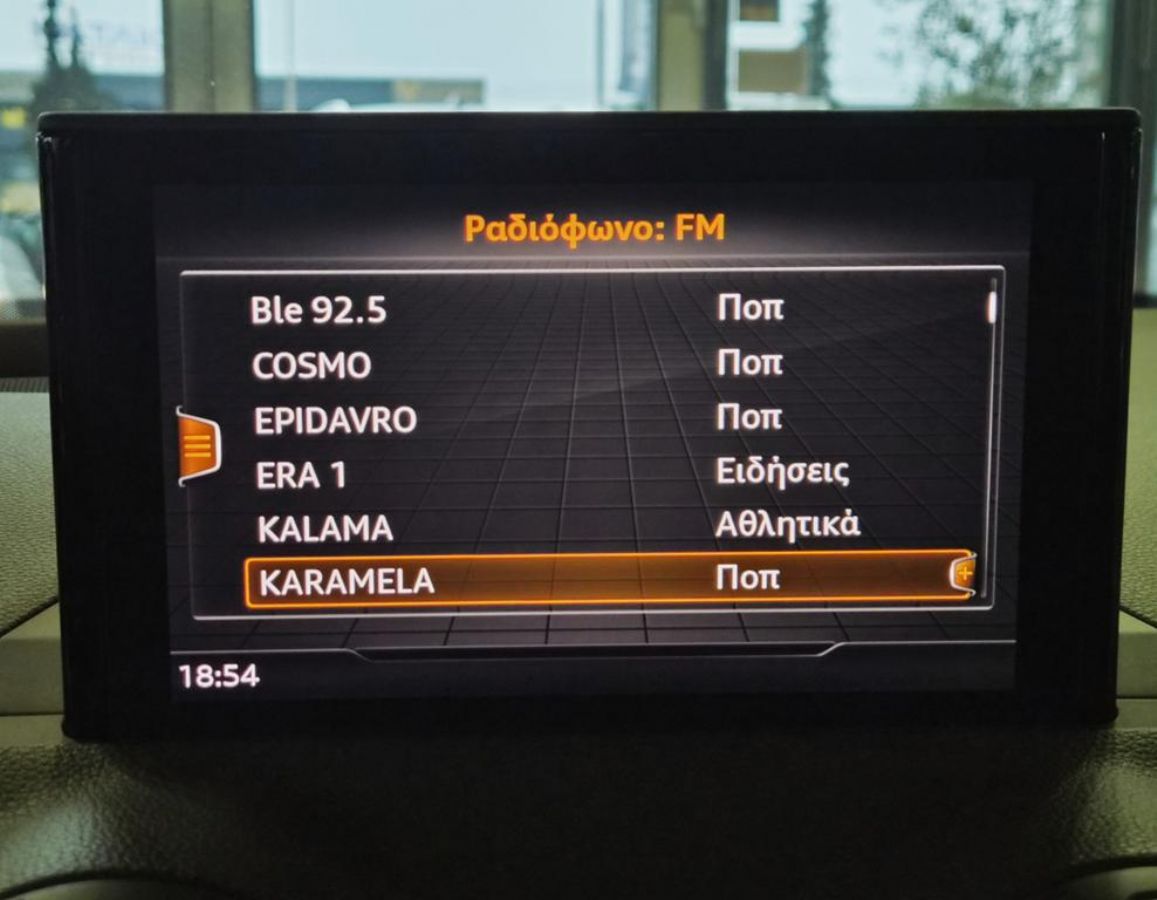 Ραδιόφωνο: FM
Ble 92.5 Ποπ
COSMO Ποπ
EPIDAVRO Ποπ
ERA 1 Ειδήσεις
KALAMA Αθλητικά
KARAMELA Ποπ
18:54